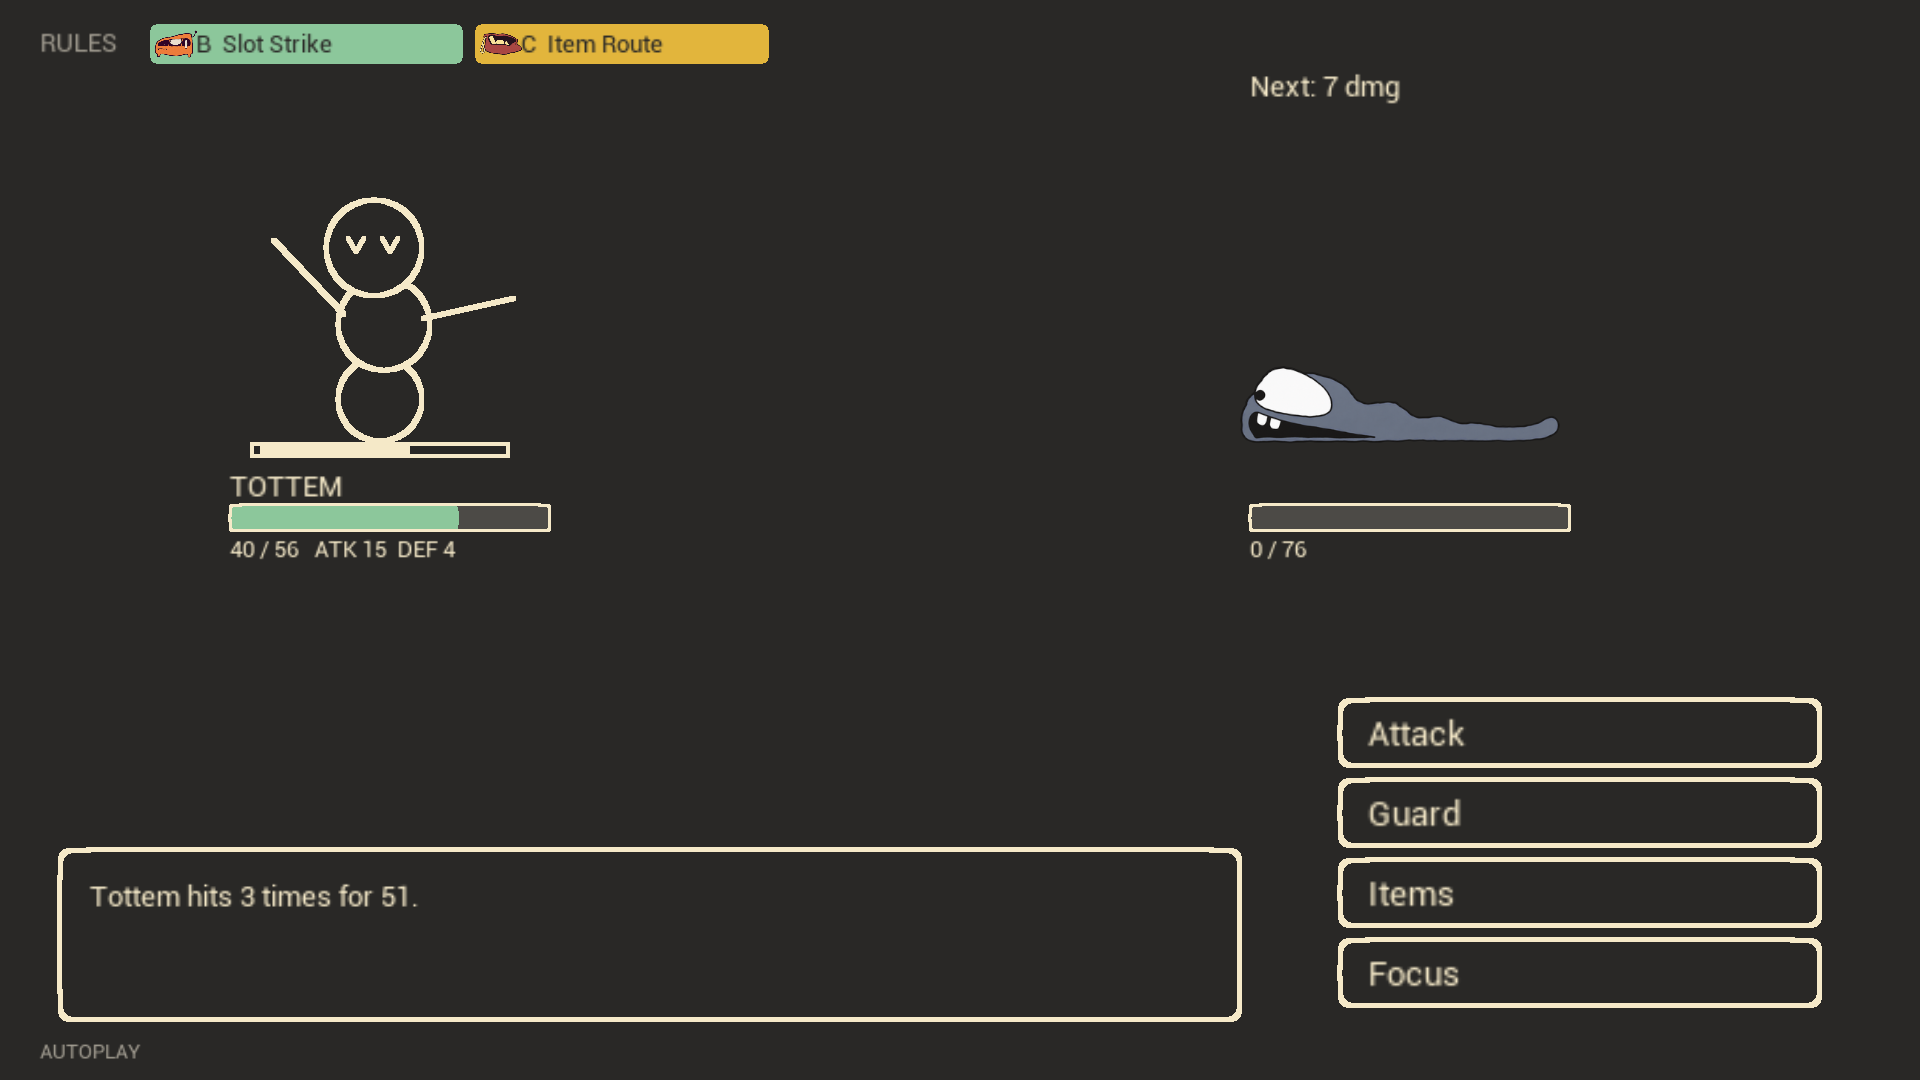 RULES
B Slot Strike
C Item Route
Next: 7 dmg
TOTTEM
40 / 56 ATK 15 DEF 4
0 / 76
Attack
Guard
Items
Focus
Tottem hits 3 times for 51.
AUTOPLAY